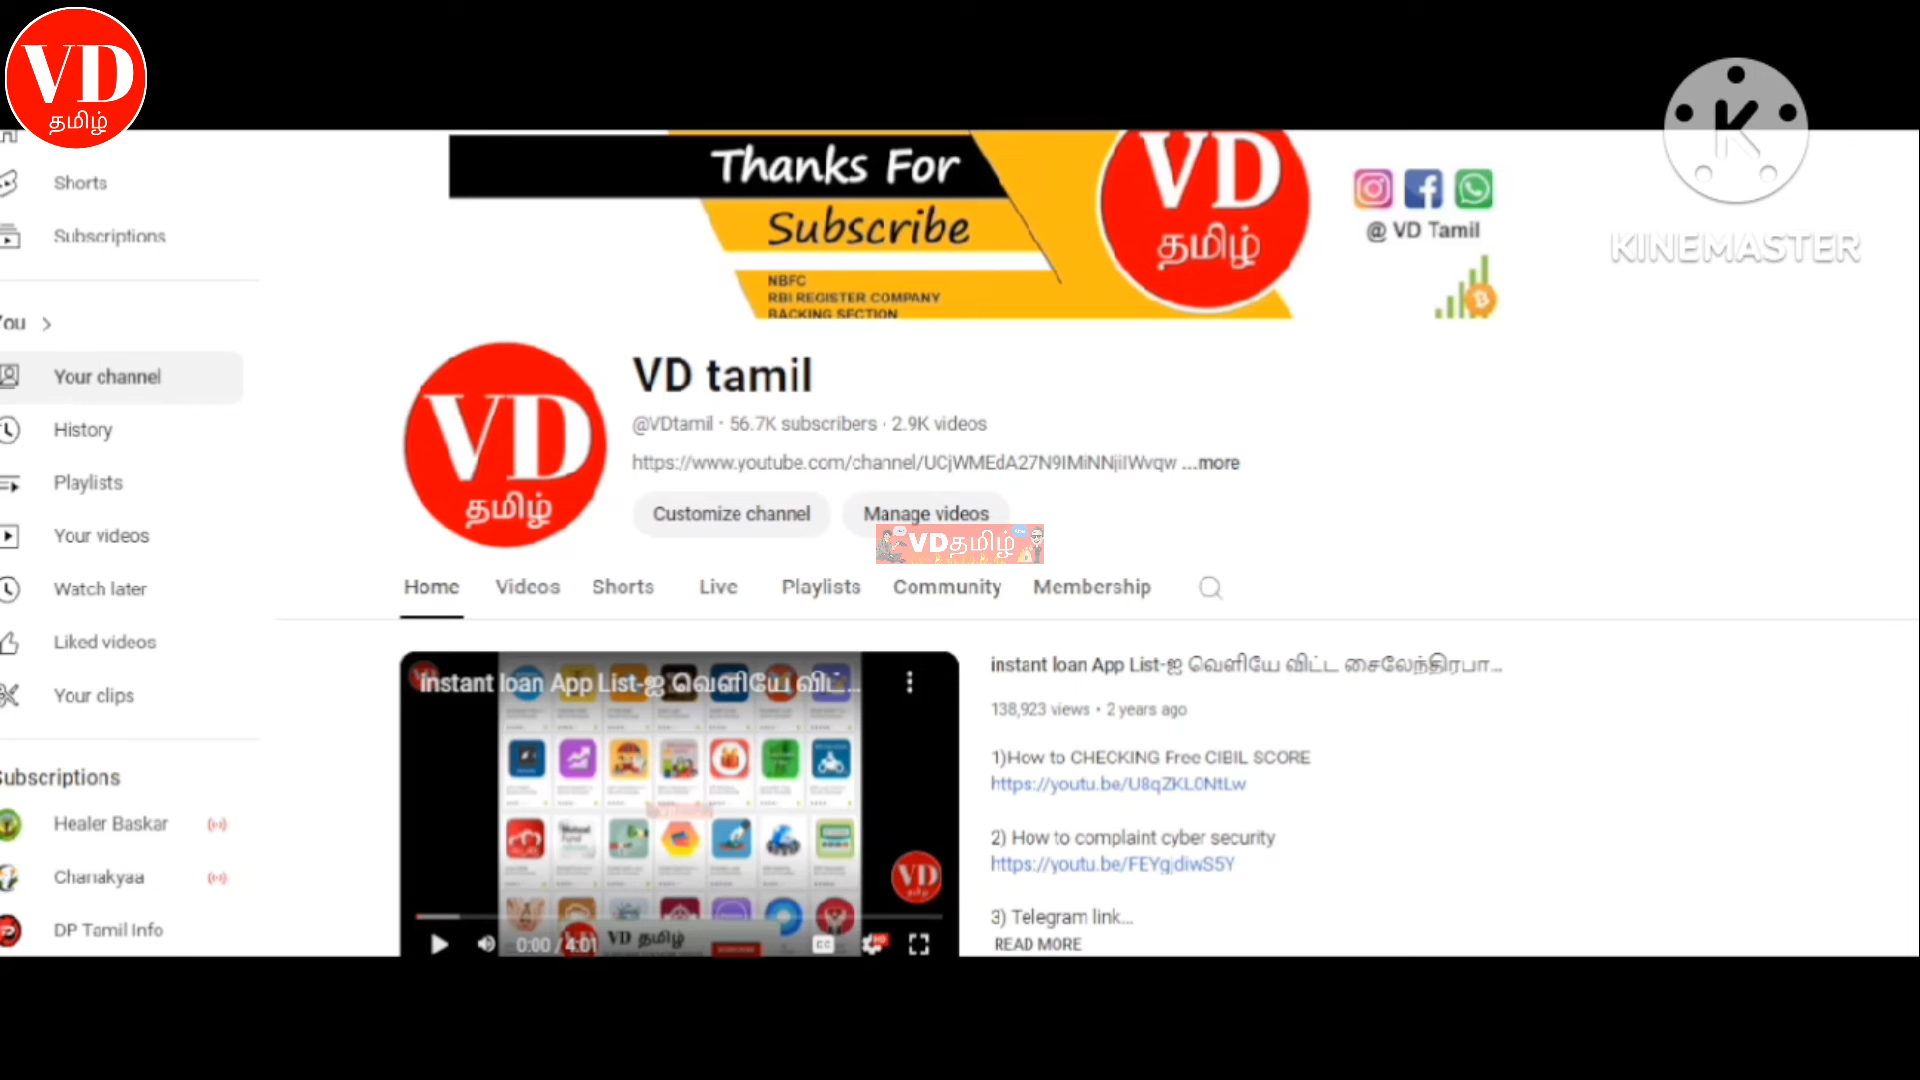 VD
தமிழ்
Shorts
Subscriptions
You
Your channel
History
Playlists
Your videos
Watch later
Liked videos
Your clips
Subscriptions
Healer Baskar
Chanakyaa
DP Tamil Info
Thanks For
Subscribe
NBFC
RBI REGISTER COMPANY
BACKING SECTION
VD
தமிழ்
@ VD Tamil
KINEMASTER
VD
தமிழ்
VD tamil
@VDtamil · 56.7K subscribers · 2.9K videos
https://www.youtube.com/channel/UCjWMEdA27N9IMiNNjiIWvqw ...more
Customize channel
Manage videos
VDதமிழ்
Home
Videos
Shorts
Live
Playlists
Community
Membership
instant loan App List-ஐ வெளியே விட்...
VD
VD தமிழ்
0:00 / 4:01
CC
HD
instant loan App List-ஐ வெளியே விட்ட சைலேந்திரபா...
138,923 views • 2 years ago
1)How to CHECKING Free CIBIL SCORE
https://youtu.be/U8qZKL0NtLw
2) How to complaint cyber security
https://youtu.be/FEYgjdiwS5Y
3) Telegram link...
READ MORE